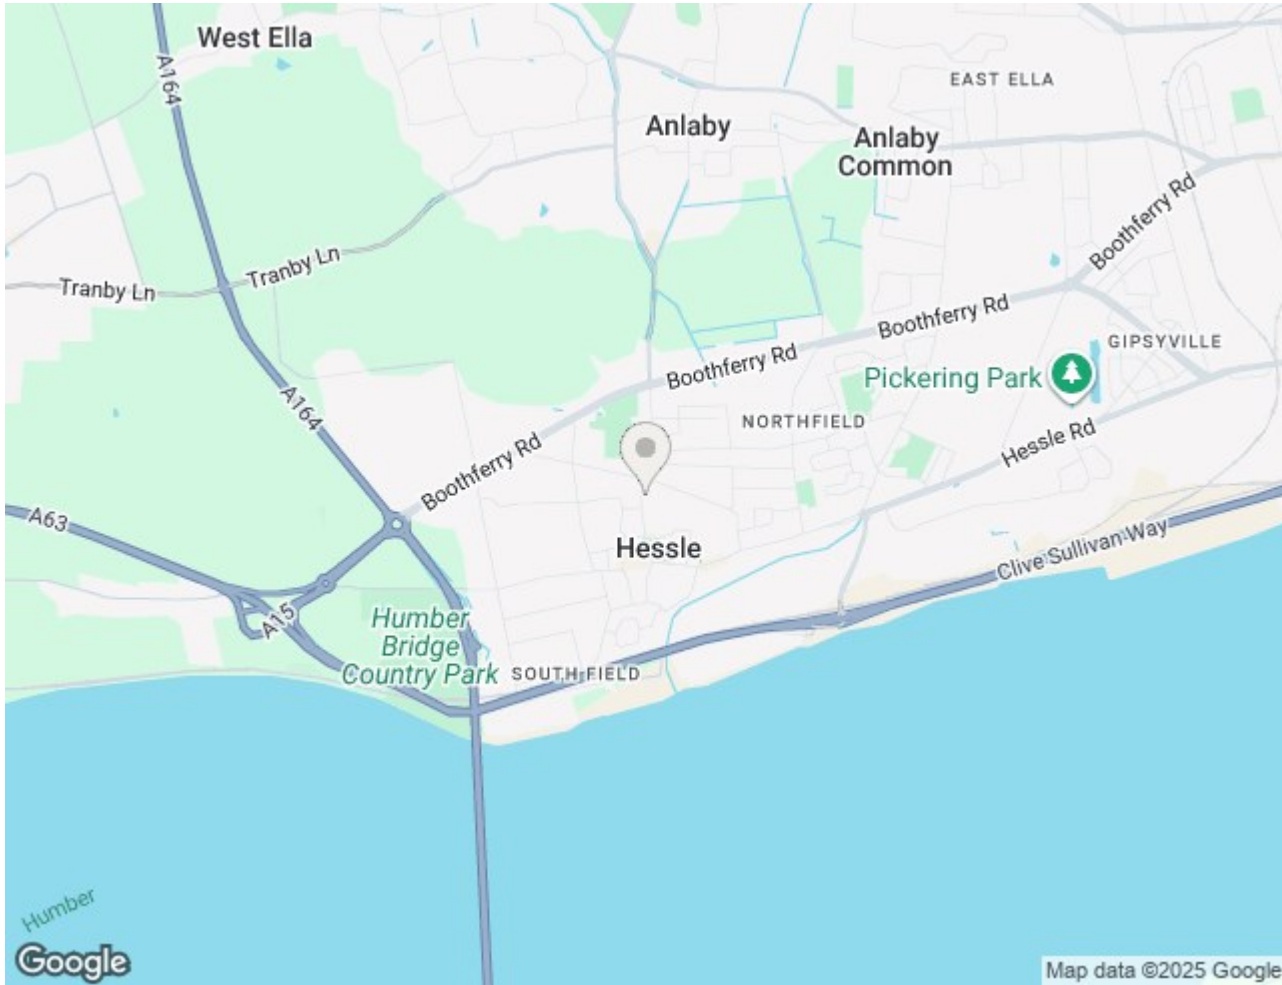 West Ella
A164
EAST ELLA
Anlaby
Anlaby
Common
Boothferry Rd
Tranby Ln
Tranby Ln
Boothferry Rd
GIPSYVILLE
Boothferry Rd
Pickering Park
A164
NORTHFIELD
Hessle Rd
Boothferry Rd
A63
Hessle
Clive Sullivan Way
A15
Humber
Bridge
Country Park
SOUTH FIELD
Humber
Google
Map data ©2025 Google